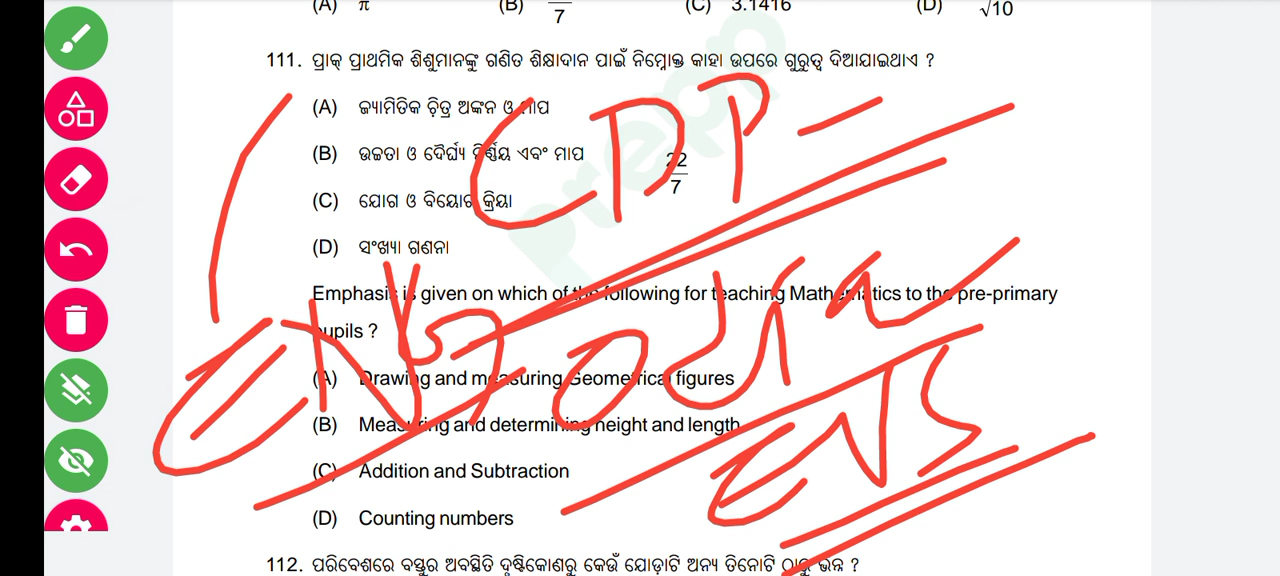 (A) π (B) 7 (C) 3.1416 (D) √10
111. ପ୍ରାକ୍ ପ୍ରାଥମିକ ଶିଶୁମାନଙ୍କୁ ଗଣିତ ଶିକ୍ଷାଦାନ ପାଇଁ ନିମ୍ନୋକ୍ତ କାହା ଉପରେ ଗୁରୁତ୍ୱ ଦିଆଯାଇଥାଏ ?
(A) ଜ୍ୟାମିତିକ ଚିତ୍ର ଅଙ୍କନ ଓ ମାପ
(B) ଉଚ୍ଚତା ଓ ଦୈର୍ଘ୍ୟ ନିର୍ଣ୍ଣୟ ଏବଂ ମାପ
22
7
(C) ଯୋଗ ଓ ବିୟୋଗ କ୍ରିୟା
(D) ସଂଖ୍ୟା ଗଣନା
Emphasis is given on which of the following for teaching Mathematics to the pre-primary
pupils ?
(A) Drawing and measuring Geometrical figures
(B) Measuring and determining height and length
(C) Addition and Subtraction
(D) Counting numbers
112. ପରିବେଶରେ ବସ୍ତୁର ଅବସ୍ଥିତି ଦୃଷ୍ଟିକୋଣରୁ କେଉଁ ଯୋଡ଼ାଟି ଅନ୍ୟ ତିନୋଟି ଠାରୁ ଭିନ୍ନ ?
prepp
CDP
odia
EVS